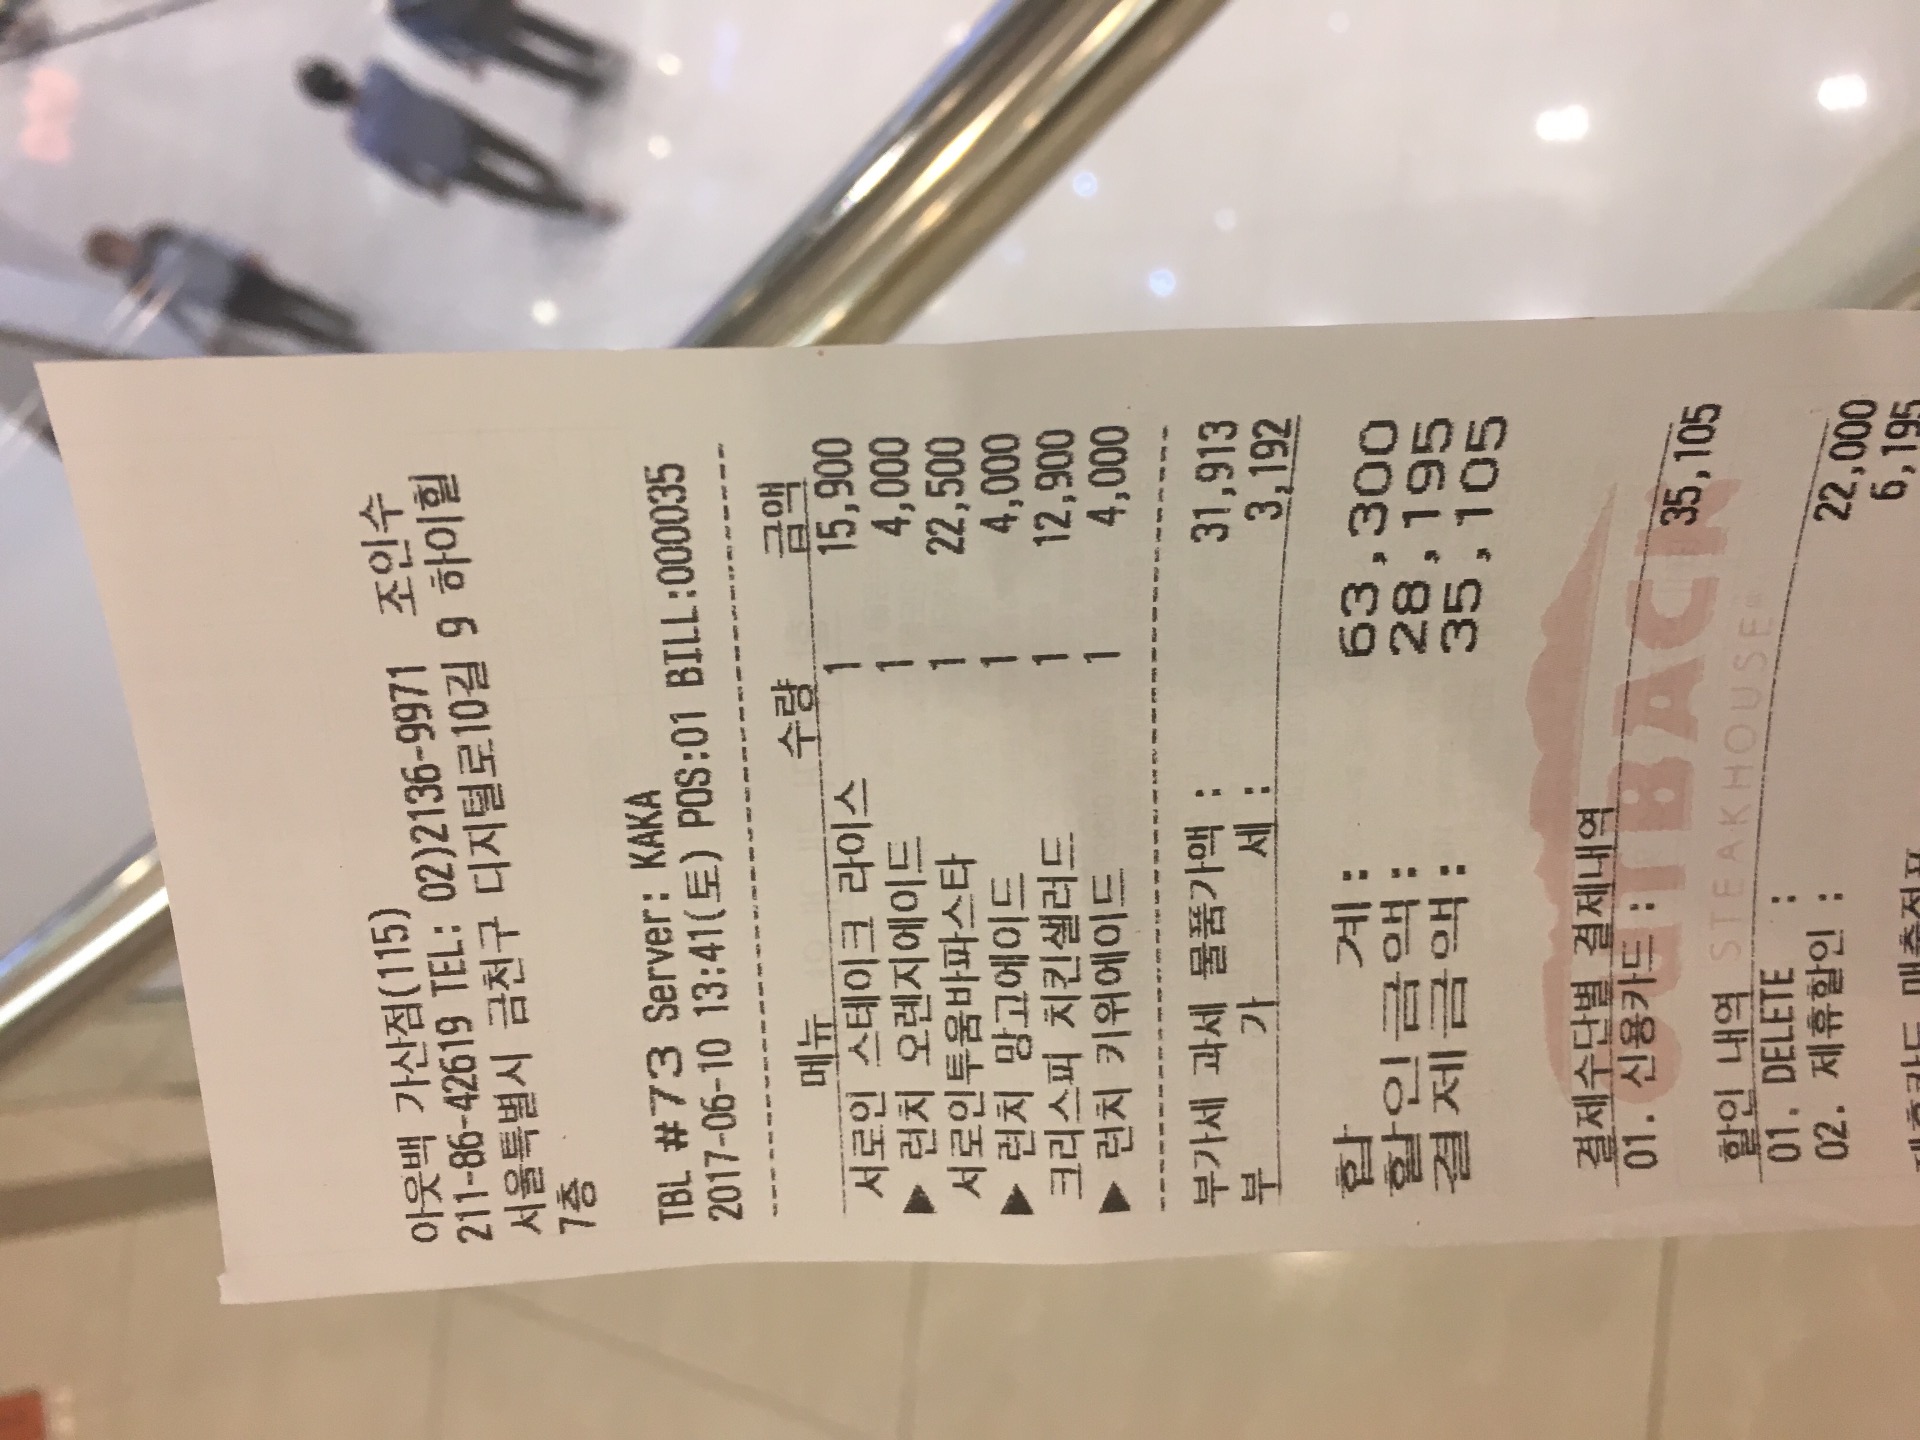 아웃백 가산점(115) 조인수
211-86-42619 TEL: 02)2136-9971
서울특별시 금천구 디지털로10길 9 하이힐
7층
TBL #73 Server: KAKA
2017-06-10 13:41(토) POS:01 BILL:000035
메뉴 수량 금액
서로인 스테이크 라이스 1 15,900
▶ 런치 오렌지에이드 1 4,000
서로인투움바파스타 1 22,500
▶ 런치 망고에이드 1 4,000
크리스피 치킨샐러드 1 12,900
▶ 런치 키위에이드 1 4,000
부가세 과세 물품가액 : 31,913
부 가 세 : 3,192
합 계 : 63,300
할인금액 : 28,195
결제금액 : 35,105
결제수단별 결제내역
01. 신용카드 : 35,105
OUTBACK
STEAKHOUSE
할인 내역
01. DELETE : 22,000
02. 제휴할인 : 6,195